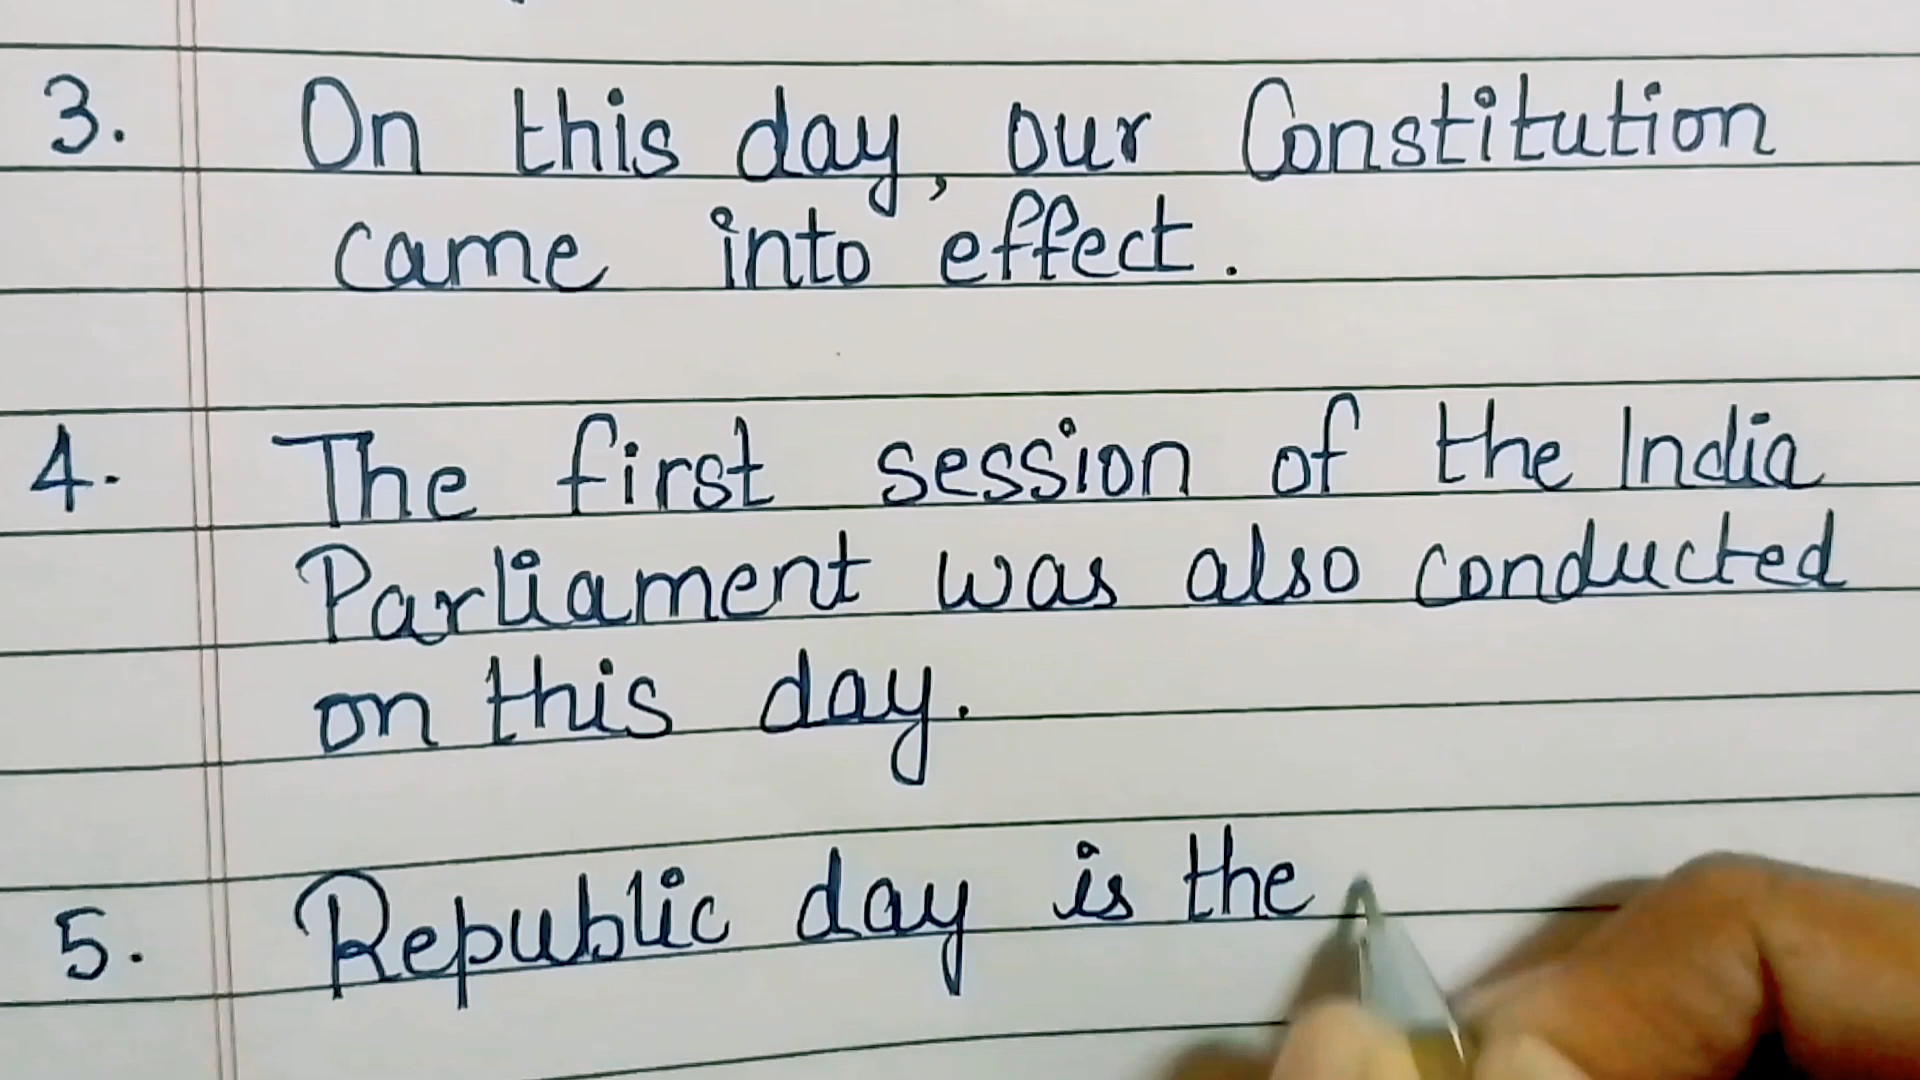 3. On this day, our Constitution
came into effect.
4. The first session of the India
Parliament was also conducted
on this day.
5. Republic day is the